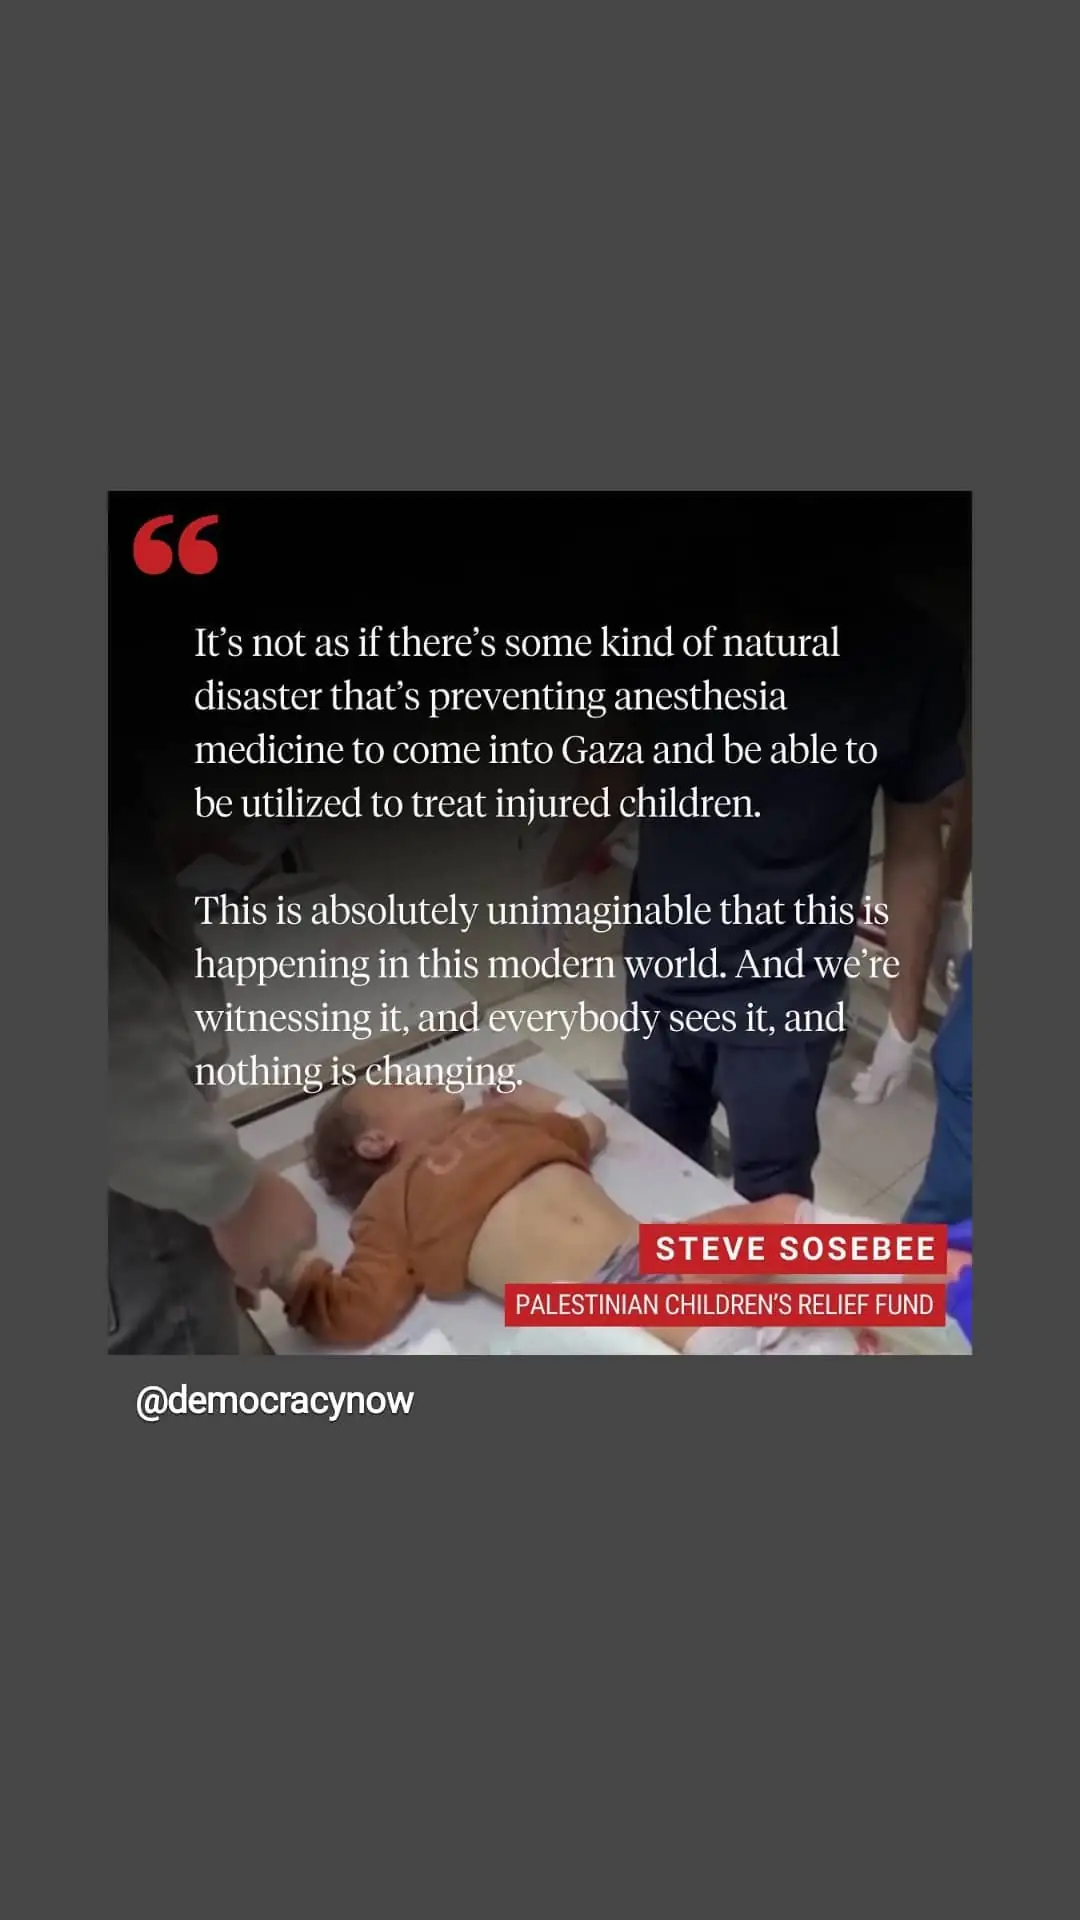 “
It’s not as if there’s some kind of natural
disaster that’s preventing anesthesia
medicine to come into Gaza and be able to
be utilized to treat injured children.
This is absolutely unimaginable that this is
happening in this modern world. And we’re
witnessing it, and everybody sees it, and
nothing is changing.
STEVE SOSEBEE
PALESTINIAN CHILDREN’S RELIEF FUND
@democracynow